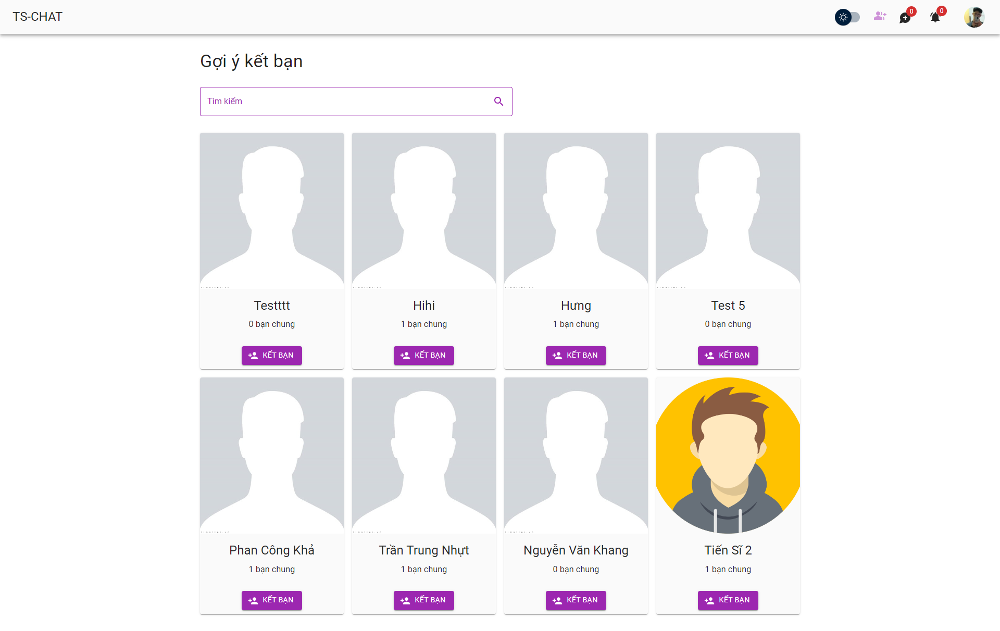 TS-CHAT
0
0
Gợi ý kết bạn
Tìm kiếm
Testttt
0 bạn chung
KẾT BẠN
Hihi
1 bạn chung
KẾT BẠN
Hưng
1 bạn chung
KẾT BẠN
Test 5
0 bạn chung
KẾT BẠN
Phan Công Khả
1 bạn chung
KẾT BẠN
Trần Trung Nhựt
1 bạn chung
KẾT BẠN
Nguyễn Văn Khang
0 bạn chung
KẾT BẠN
Tiến Sĩ 2
1 bạn chung
KẾT BẠN